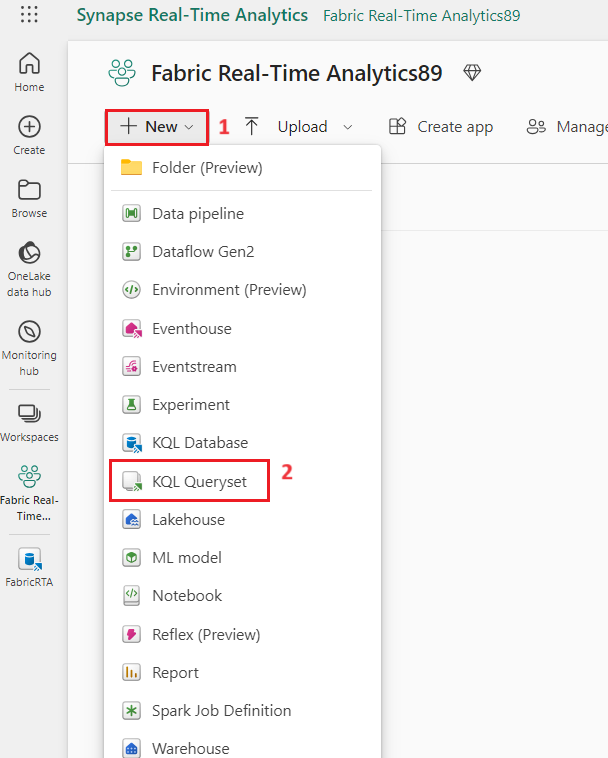 Synapse Real-Time Analytics Fabric Real-Time Analytics89
Home
Create
Browse
OneLake
data hub
Monitoring
hub
Workspaces
Fabric Real-
Time...
FabricRTA
Fabric Real-Time Analytics89
New 1 Upload Create app Manage
Folder (Preview)
Data pipeline
Dataflow Gen2
Environment (Preview)
Eventhouse
Eventstream
Experiment
KQL Database
KQL Queryset 2
Lakehouse
ML model
Notebook
Reflex (Preview)
Report
Spark Job Definition
Warehouse